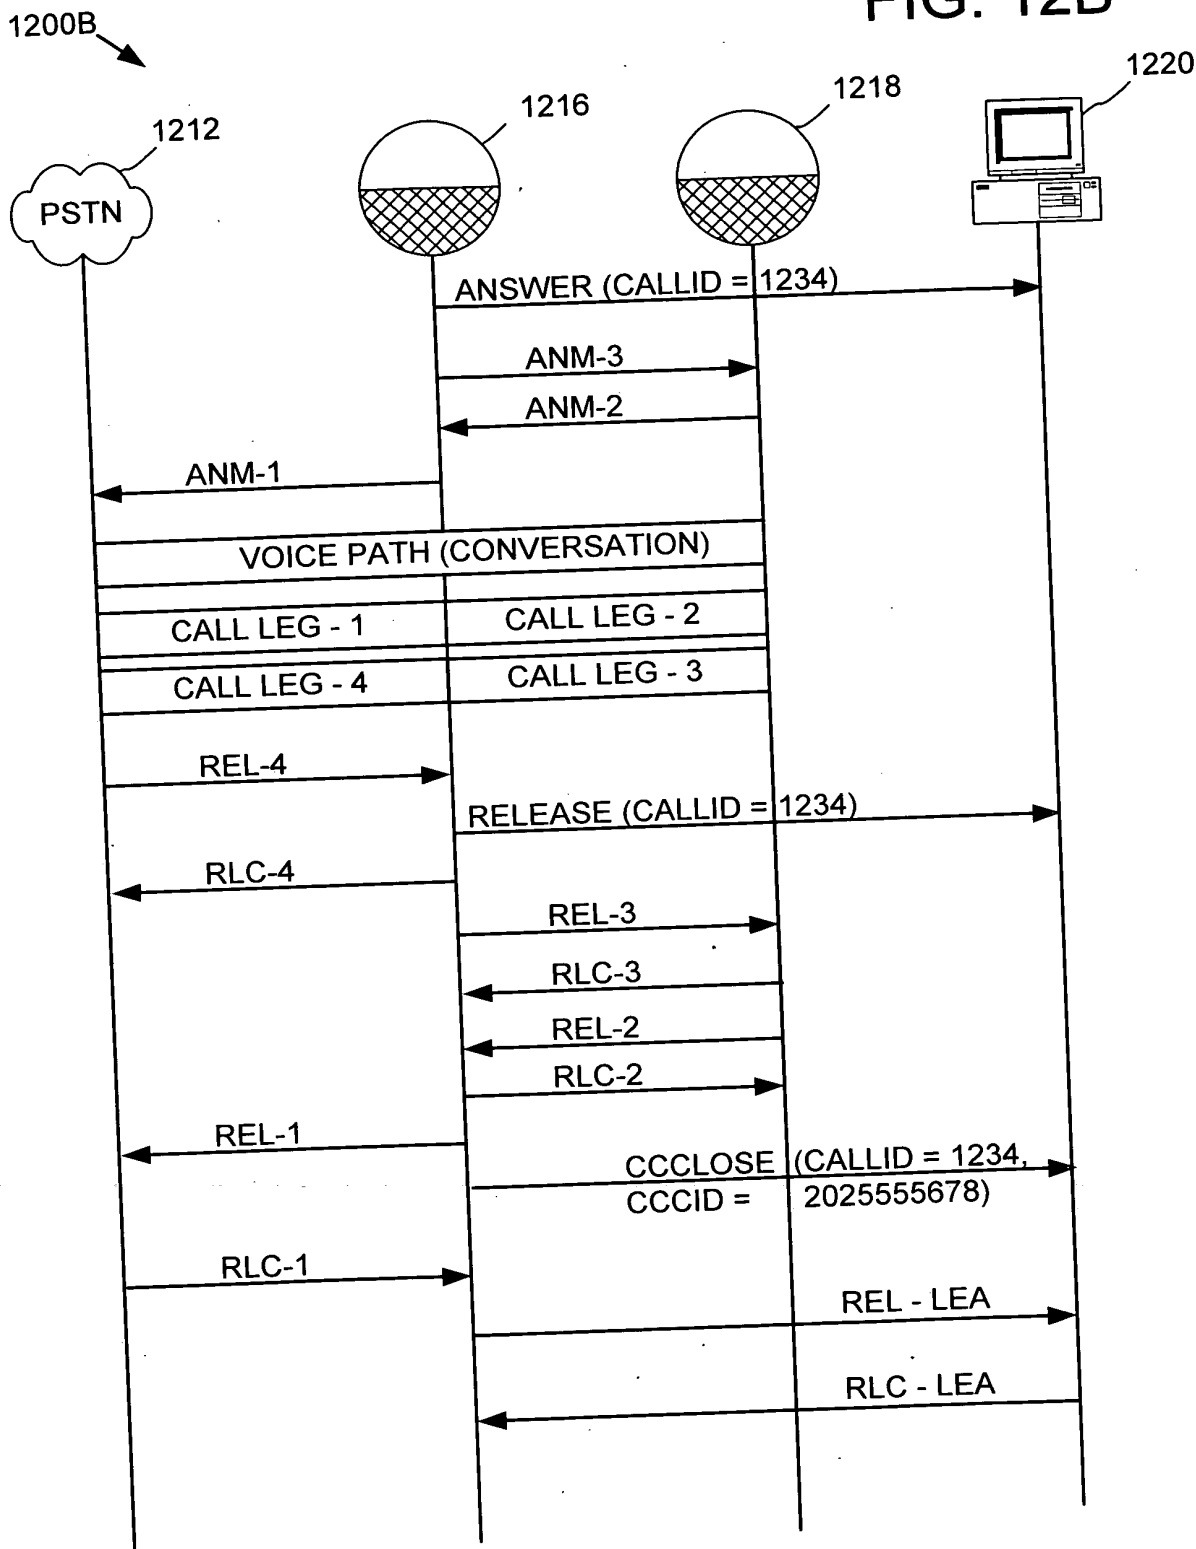 FIG. 12B
1200B
1212
1216
1218
1220
PSTN
ANSWER (CALLID = 1234)
ANM-3
ANM-2
ANM-1
VOICE PATH (CONVERSATION)
CALL LEG - 1
CALL LEG - 2
CALL LEG - 4
CALL LEG - 3
REL-4
RELEASE (CALLID = 1234)
RLC-4
REL-3
RLC-3
REL-2
RLC-2
REL-1
CCCLOSE (CALLID = 1234,
CCCID = 2025555678)
RLC-1
REL - LEA
RLC - LEA